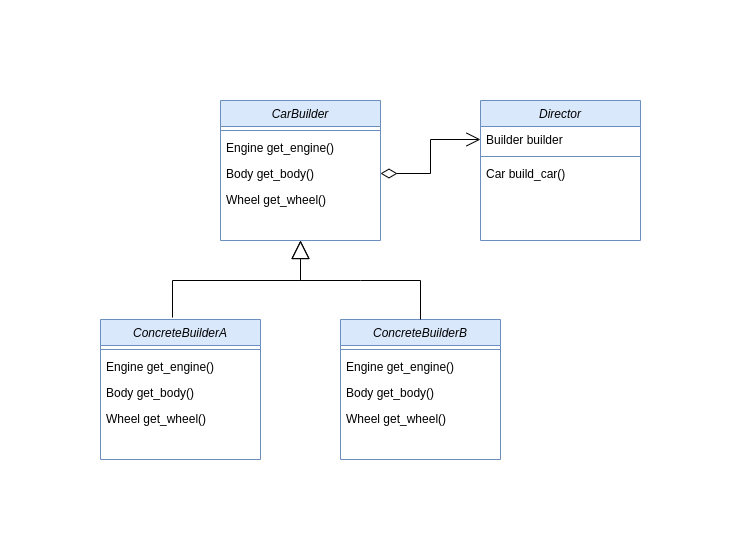 CarBuilder
Engine get_engine()
Body get_body()
Wheel get_wheel()
Director
Builder builder
Car build_car()
ConcreteBuilderA
Engine get_engine()
Body get_body()
Wheel get_wheel()
ConcreteBuilderB
Engine get_engine()
Body get_body()
Wheel get_wheel()